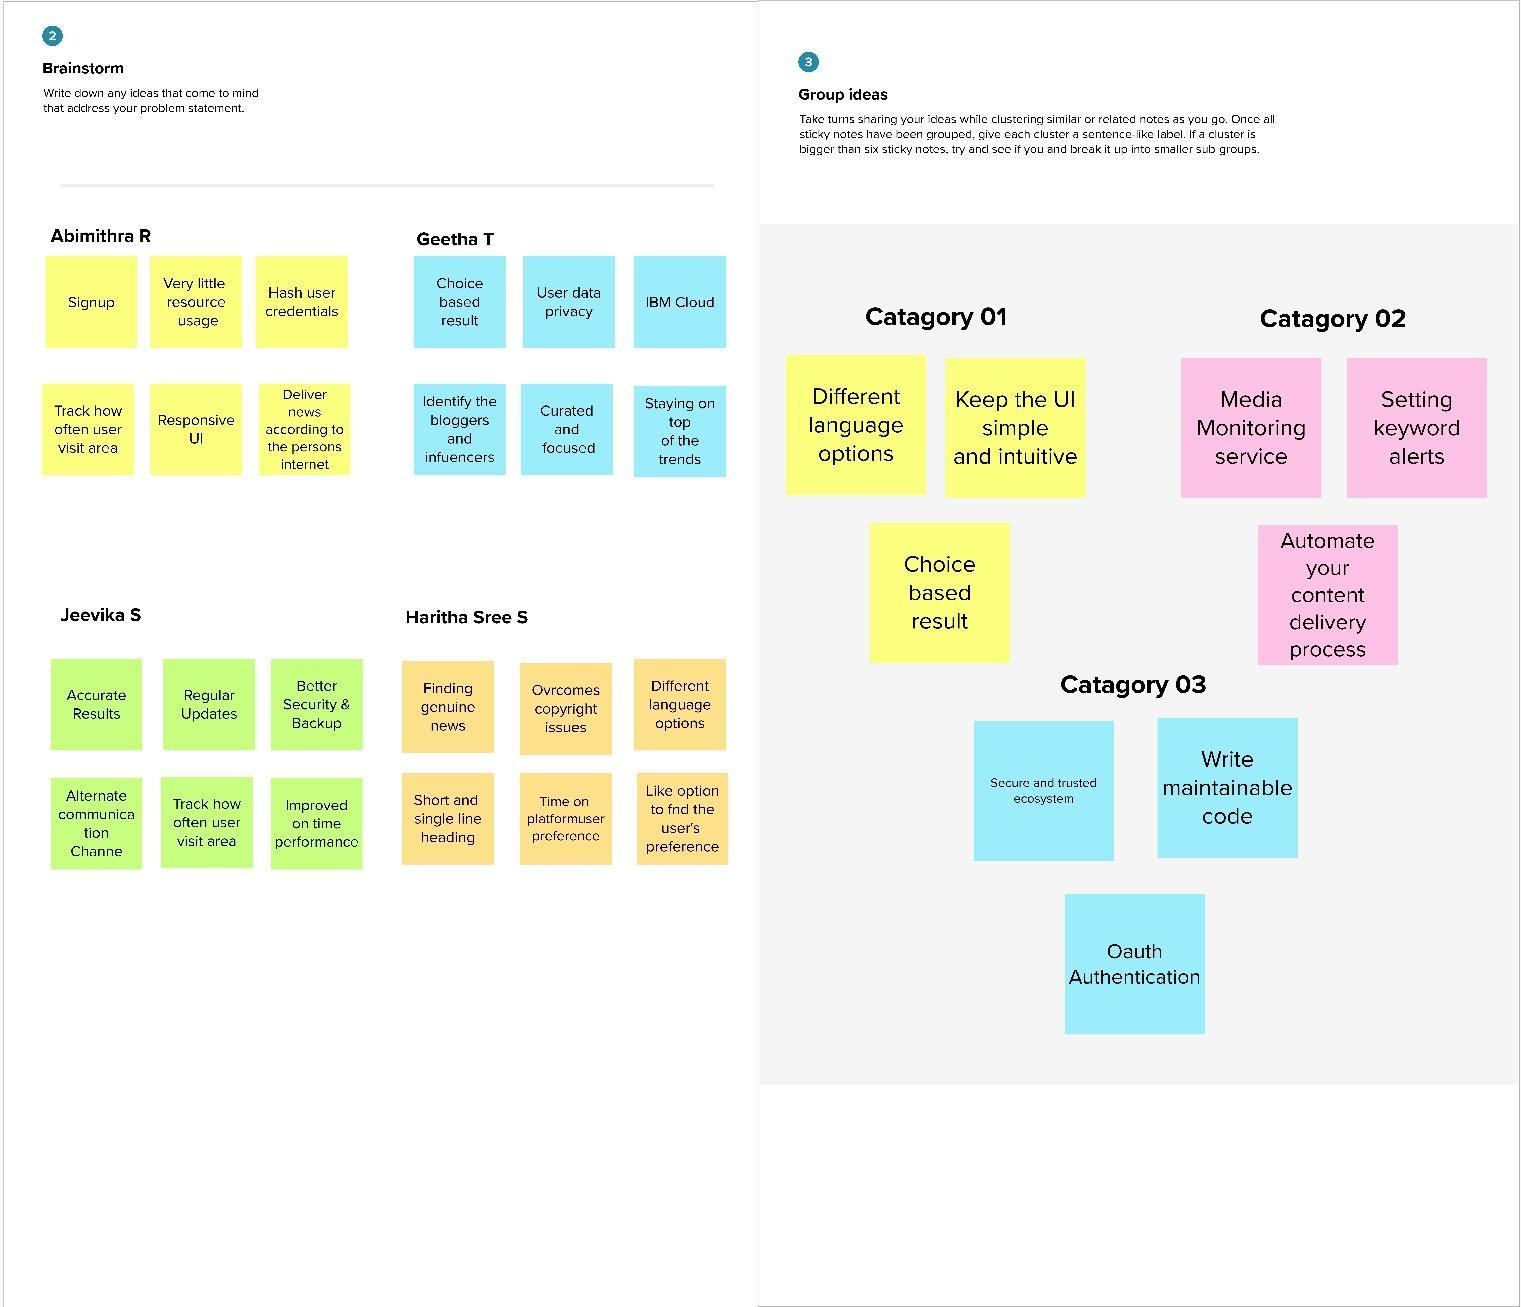 2
Brainstorm
Write down any ideas that come to mind
that address your problem statement.
Abimithra R
Signup
Very little
resource
usage
Hash user
credentials
Track how
often user
visit area
Responsive
UI
Deliver
news
according to
the persons
internet
Geetha T
Choice
based
result
User data
privacy
IBM Cloud
Identify the
bloggers
and
infuencers
Curated
and
focused
Staying on
top
of the
trends
Jeevika S
Accurate
Results
Regular
Updates
Better
Security &
Backup
Alternate
communica
tion
Channe
Track how
often user
visit area
Improved
on time
performance
Haritha Sree S
Finding
genuine
news
Ovrcomes
copyright
issues
Different
language
options
Short and
single line
heading
Time on
platformuser
preference
Like option
to fnd the
user's
preference
3
Group ideas
Take turns sharing your ideas while clustering similar or related notes as you go. Once all
sticky notes have been grouped, give each cluster a sentence-like label. If a cluster is
bigger than six sticky notes, try and see if you and break it up into smaller sub-groups.
Catagory 01
Different
language
options
Keep the UI
simple
and intuitive
Choice
based
result
Catagory 02
Media
Monitoring
service
Setting
keyword
alerts
Automate
your
content
delivery
process
Catagory 03
Secure and trusted
ecosystem
Write
maintainable
code
Oauth
Authentication